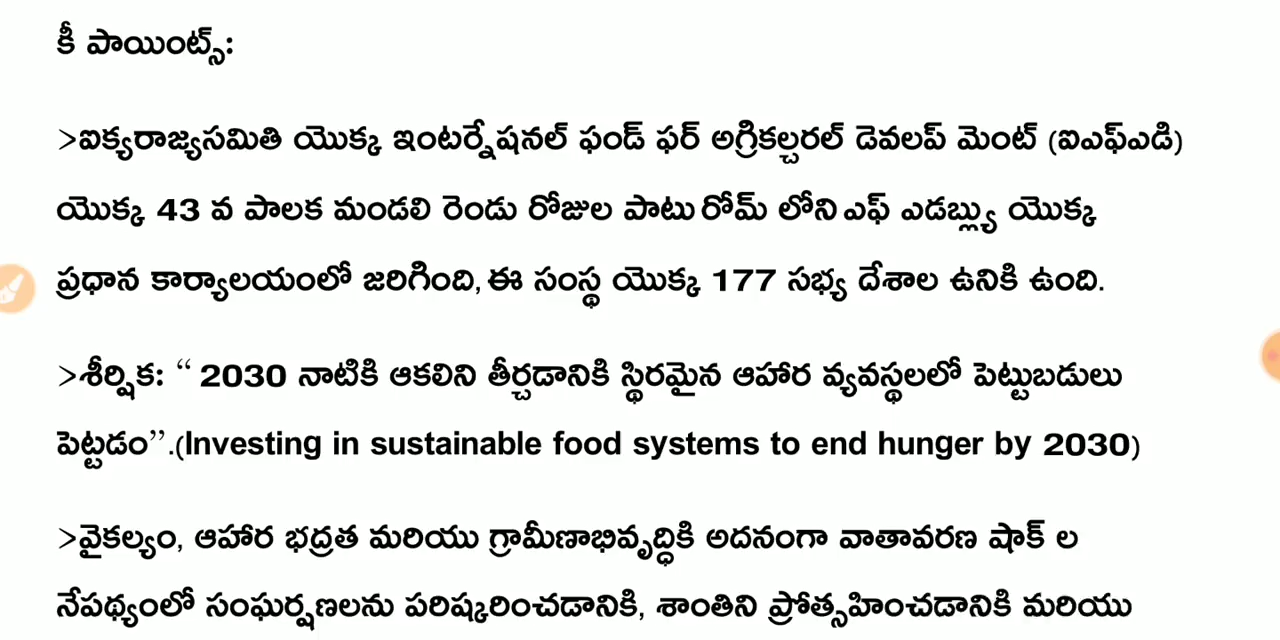 కీ పాయింట్స్:
>ఐక్యరాజ్యసమితి యొక్క ఇంటర్నేషనల్ ఫండ్ ఫర్ అగ్రికల్చరల్ డెవలప్ మెంట్ (ఐఎఫ్ఎడి)
యొక్క 43 వ పాలక మండలి రెండు రోజుల పాటు రోమ్ లోని ఎఫ్ ఎడబ్ల్యు యొక్క
ప్రధాన కార్యాలయంలో జరిగింది, ఈ సంస్థ యొక్క 177 సభ్య దేశాల ఉనికి ఉంది.
>శీర్షిక: “ 2030 నాటికి ఆకలిని తీర్చడానికి స్థిరమైన ఆహార వ్యవస్థలలో పెట్టుబడులు
పెట్టడం”.(Investing in sustainable food systems to end hunger by 2030)
>వైకల్యం, ఆహార భద్రత మరియు గ్రామీణాభివృద్ధికి అదనంగా వాతావరణ షాక్ ల
నేపథ్యంలో సంఘర్షణలను పరిష్కరించడానికి, శాంతిని ప్రోత్సహించడానికి మరియు